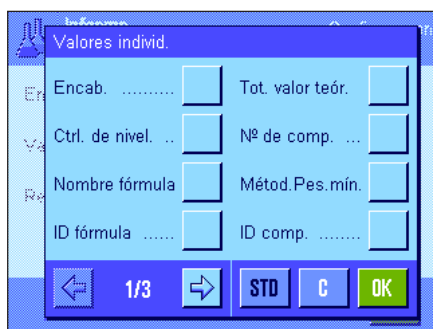 Valores individ.
Encab. ..........
Tot. valor teór.
Ctrl. de nivel. ..
Nº de comp. ...
Nombre fórmula
Métod.Pes.mín.
ID fórmula ......
ID comp. ........
1/3
STD
C
OK